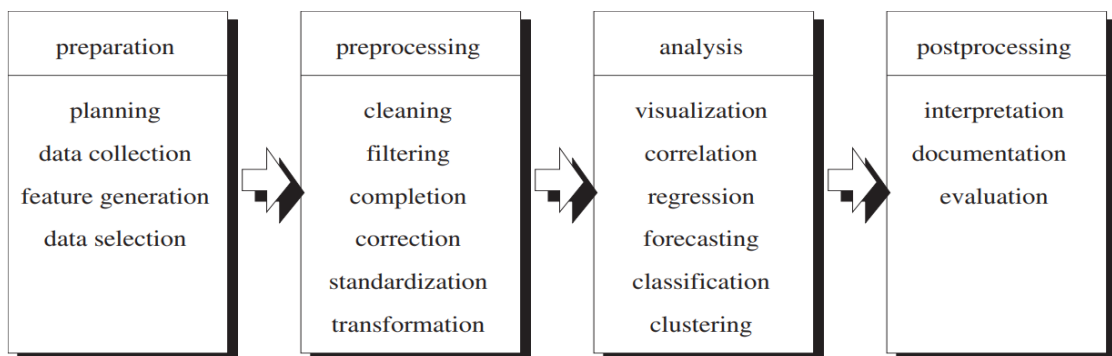 preparation
planning
data collection
feature generation
data selection
preprocessing
cleaning
filtering
completion
correction
standardization
transformation
analysis
visualization
correlation
regression
forecasting
classification
clustering
postprocessing
interpretation
documentation
evaluation